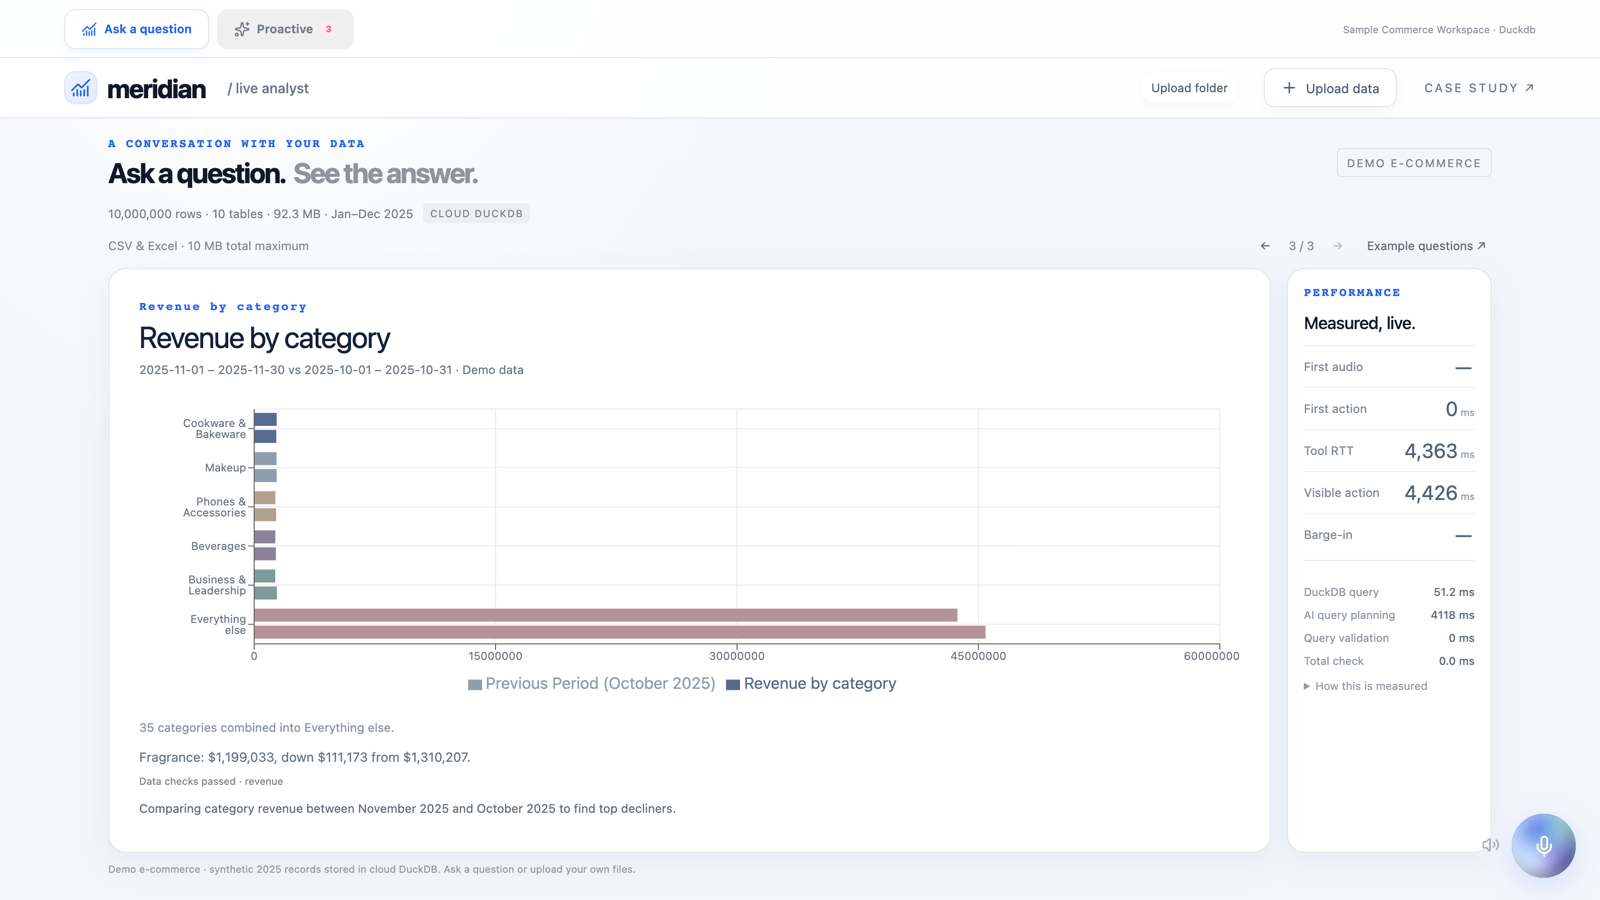 Ask a question
Proactive 3
Sample Commerce Workspace · Duckdb
meridian / live analyst
Upload folder
Upload data
CASE STUDY ↗
A CONVERSATION WITH YOUR DATA
Ask a question. See the answer.
DEMO E-COMMERCE
10,000,000 rows · 10 tables · 92.3 MB · Jan–Dec 2025 CLOUD DUCKDB
CSV & Excel · 10 MB total maximum
← 3 / 3 → Example questions ↗
Revenue by category
Revenue by category
2025-11-01 – 2025-11-30 vs 2025-10-01 – 2025-10-31 · Demo data
Cookware &
Bakeware
Makeup
Phones &
Accessories
Beverages
Business &
Leadership
Everything
else
0 15000000 30000000 45000000 60000000
Previous Period (October 2025) Revenue by category
35 categories combined into Everything else.
Fragrance: $1,199,033, down $111,173 from $1,310,207.
Data checks passed · revenue
Comparing category revenue between November 2025 and October 2025 to find top decliners.
PERFORMANCE
Measured, live.
First audio —
First action 0 ms
Tool RTT 4,363 ms
Visible action 4,426 ms
Barge-in —
DuckDB query 51.2 ms
AI query planning 4118 ms
Query validation 0 ms
Total check 0.0 ms
▶ How this is measured
Demo e-commerce · synthetic 2025 records stored in cloud DuckDB. Ask a question or upload your own files.